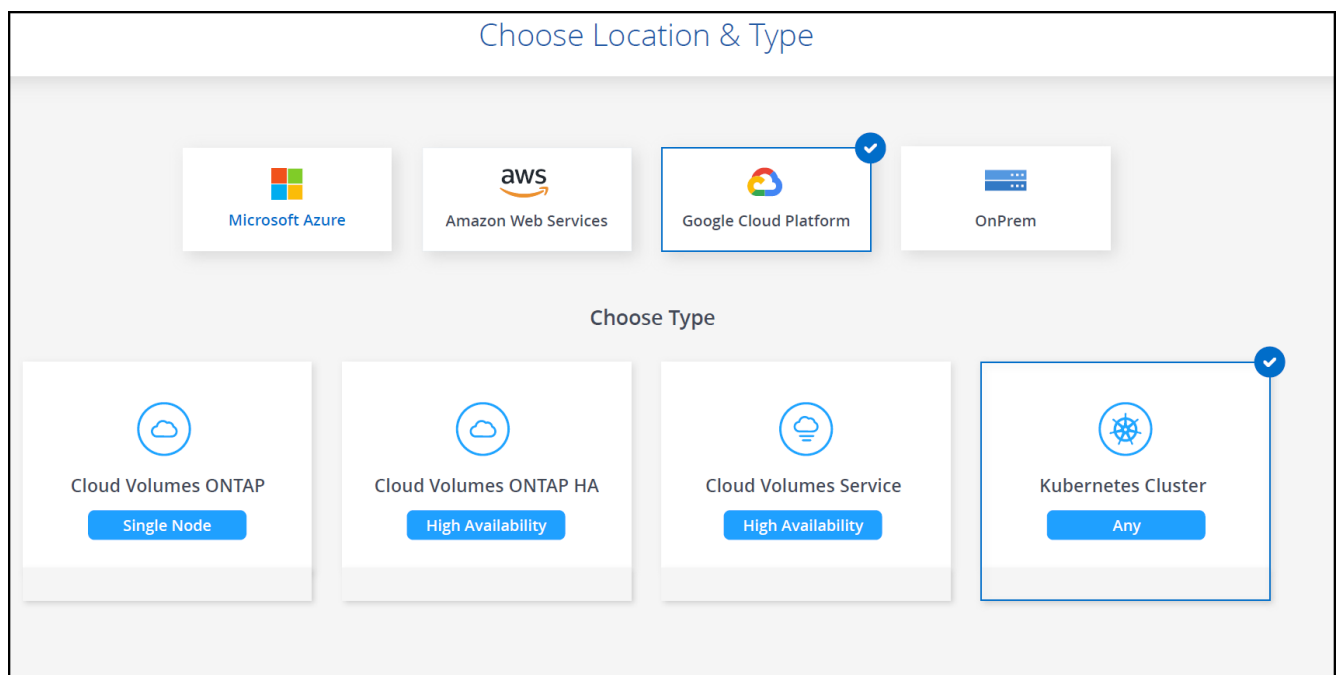 Choose Location & Type
aws
Microsoft Azure
Amazon Web Services
Google Cloud Platform
OnPrem
Choose Type
Cloud Volumes ONTAP
Cloud Volumes ONTAP HA
Cloud Volumes Service
Kubernetes Cluster
Single Node
High Availability
High Availability
Any